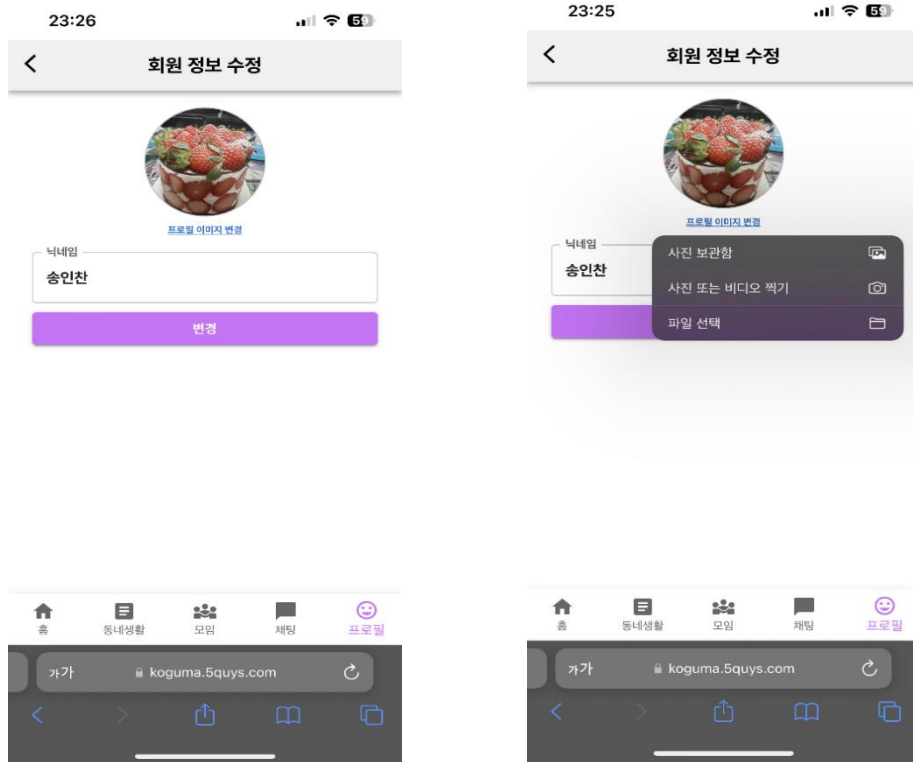 23:26
59
회원 정보 수정
프로필 이미지 변경
닉네임
송인찬
변경
홈
동네생활
모임
채팅
프로필
가가
koguma.5guys.com
23:25
59
회원 정보 수정
프로필 이미지 변경
닉네임
송인찬
사진 보관함
사진 또는 비디오 찍기
파일 선택
홈
동네생활
모임
채팅
프로필
가가
koguma.5guys.com